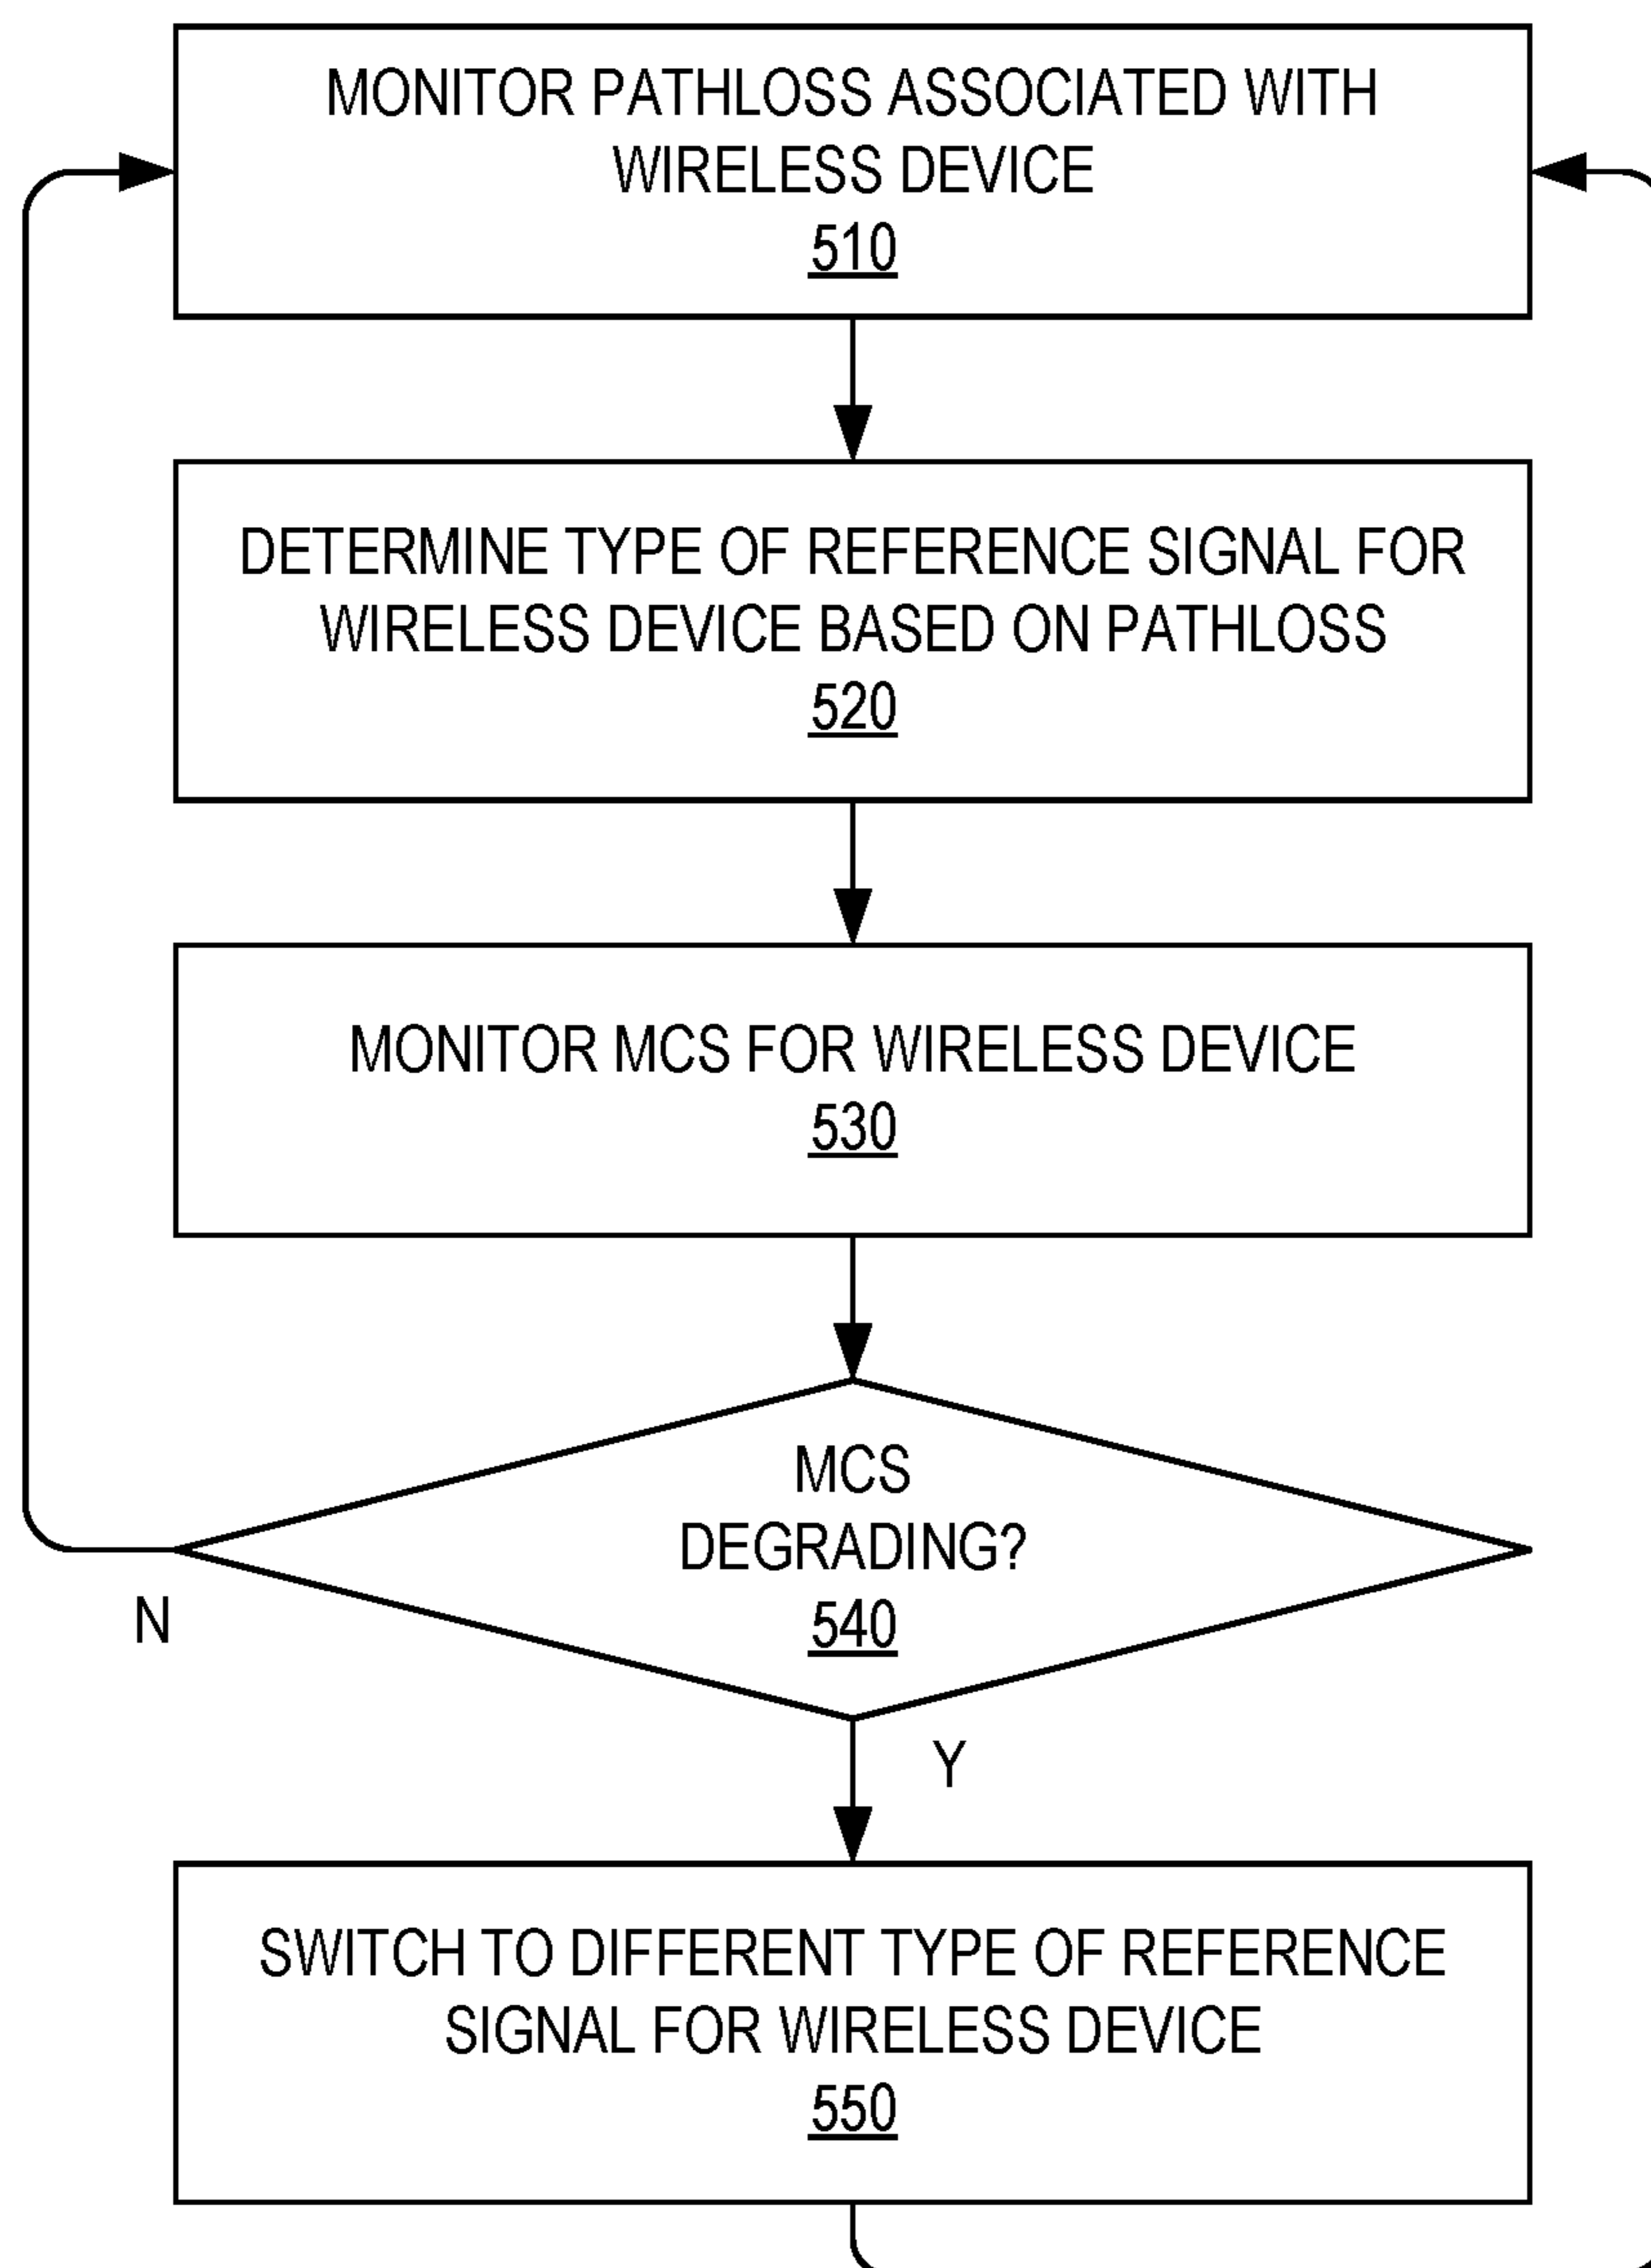 MONITOR PATHLOSS ASSOCIATED WITH
WIRELESS DEVICE
510
DETERMINE TYPE OF REFERENCE SIGNAL FOR
WIRELESS DEVICE BASED ON PATHLOSS
520
MONITOR MCS FOR WIRELESS DEVICE
530
MCS
DEGRADING?
540
N
Y
SWITCH TO DIFFERENT TYPE OF REFERENCE
SIGNAL FOR WIRELESS DEVICE
550